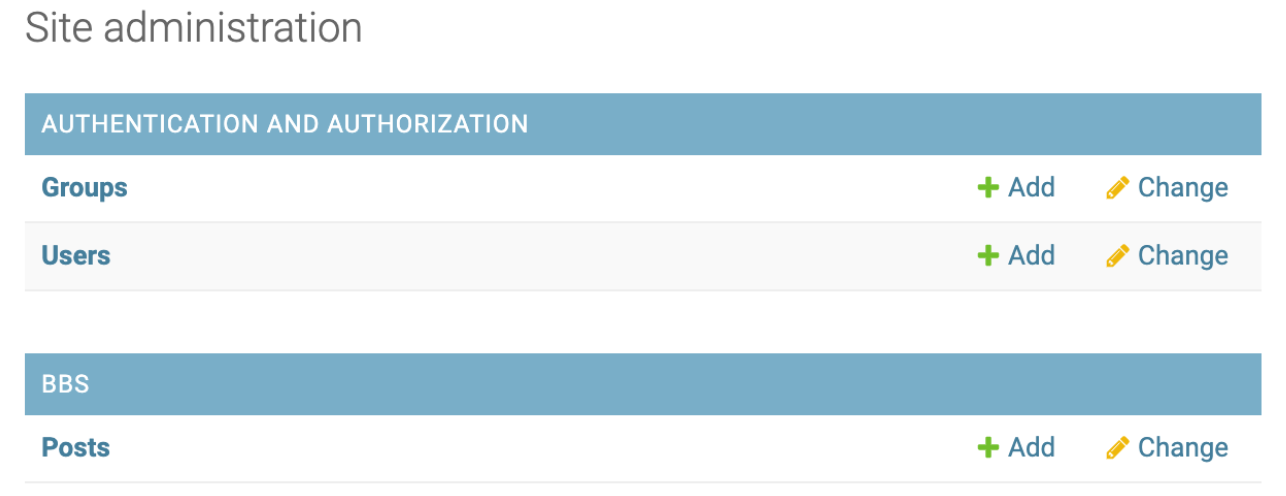 Site administration
AUTHENTICATION AND AUTHORIZATION
Groups Add Change
Users Add Change
BBS
Posts Add Change